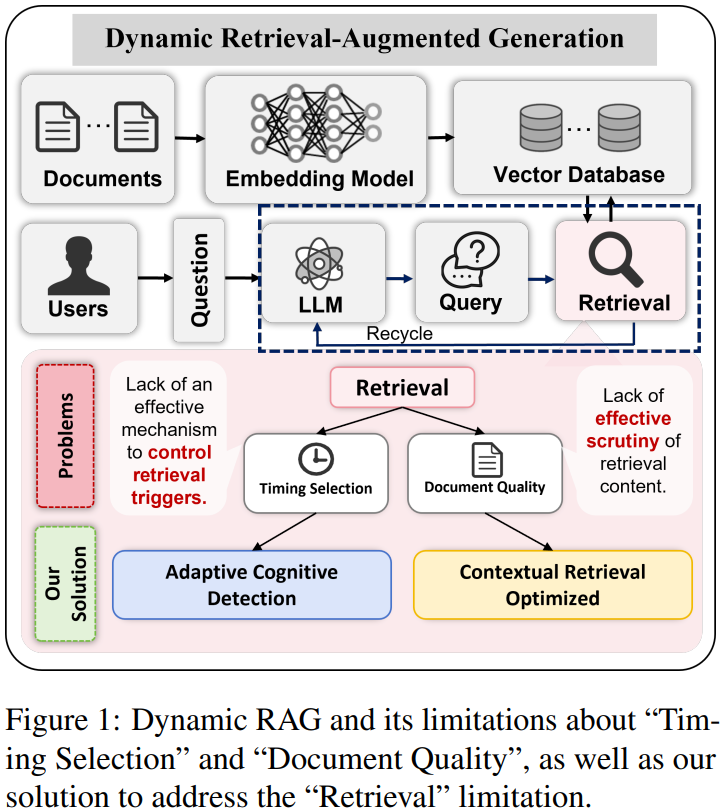 Dynamic Retrieval-Augmented Generation
Documents
Embedding Model
Vector Database
Users
Question
LLM
Query
Retrieval
Recycle
Problems
Lack of an
effective
mechanism
to control
retrieval
triggers.
Retrieval
Timing Selection
Document Quality
Lack of
effective
scrutiny of
retrieval
content.
Our
Solution
Adaptive Cognitive
Detection
Contextual Retrieval
Optimized
Figure 1: Dynamic RAG and its limitations about “Tim-
ing Selection” and “Document Quality”, as well as our
solution to address the “Retrieval” limitation.